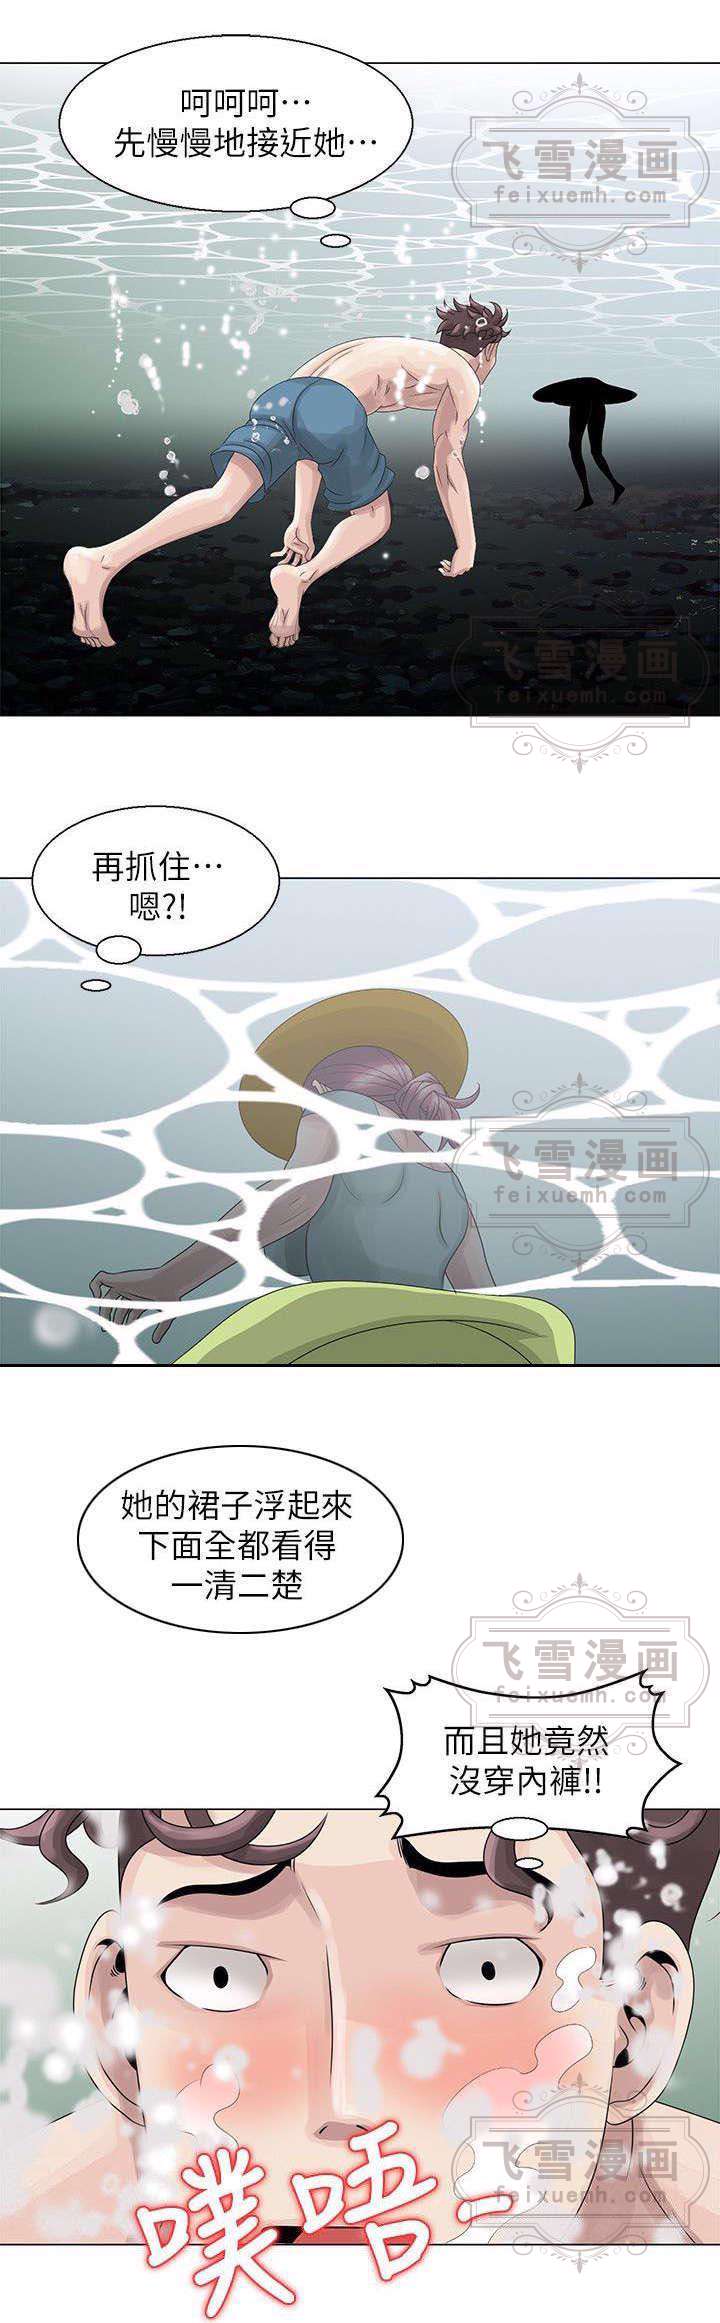 呵呵呵…
先慢慢地接近她…
飞雪漫画
feixuemh.com
飞雪漫画
feixuemh.com
再抓住…
嗯?!
飞雪漫画
feixuemh.com
她的裙子浮起來
下面全都看得
一清二楚
飞雪漫画
feixuemh.com
而且她竟然
沒穿內褲!!
飞雪漫画
feixuemh.com
噗唔-